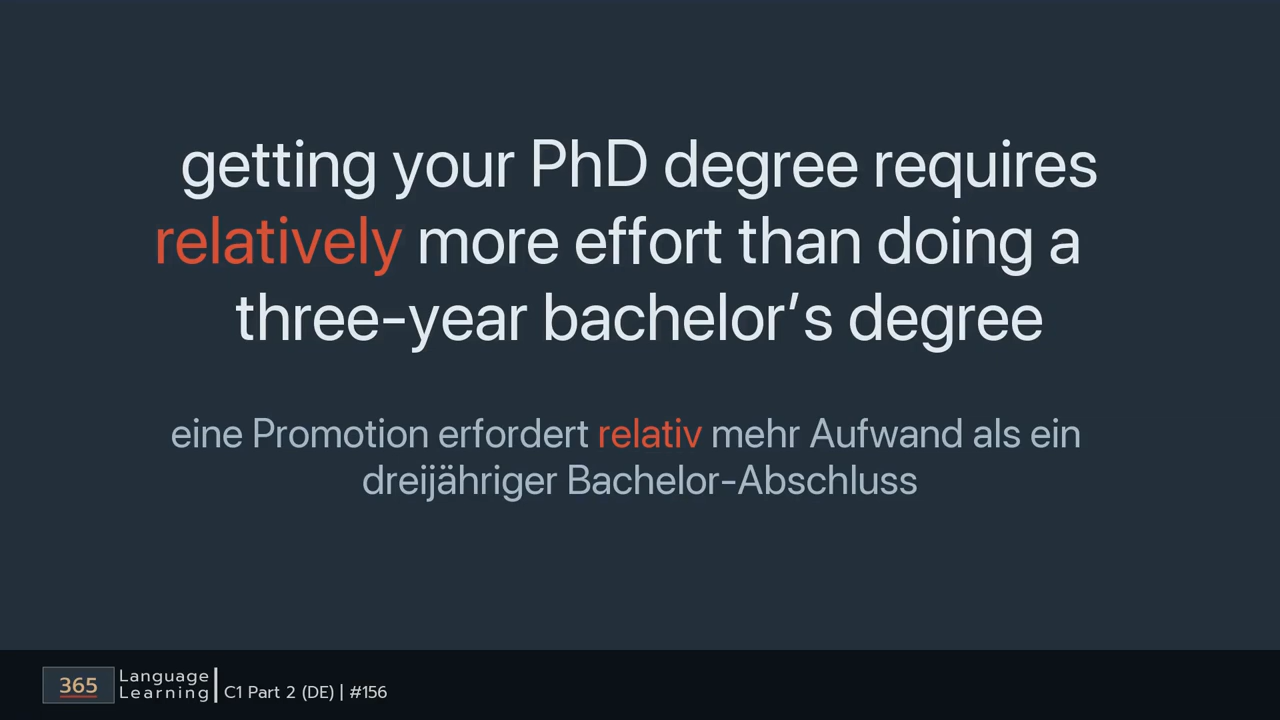 getting your PhD degree requires
relatively more effort than doing a
three-year bachelor’s degree
eine Promotion erfordert relativ mehr Aufwand als ein
dreijähriger Bachelor-Abschluss
365
Language
Learning
C1 Part 2 (DE) | #156